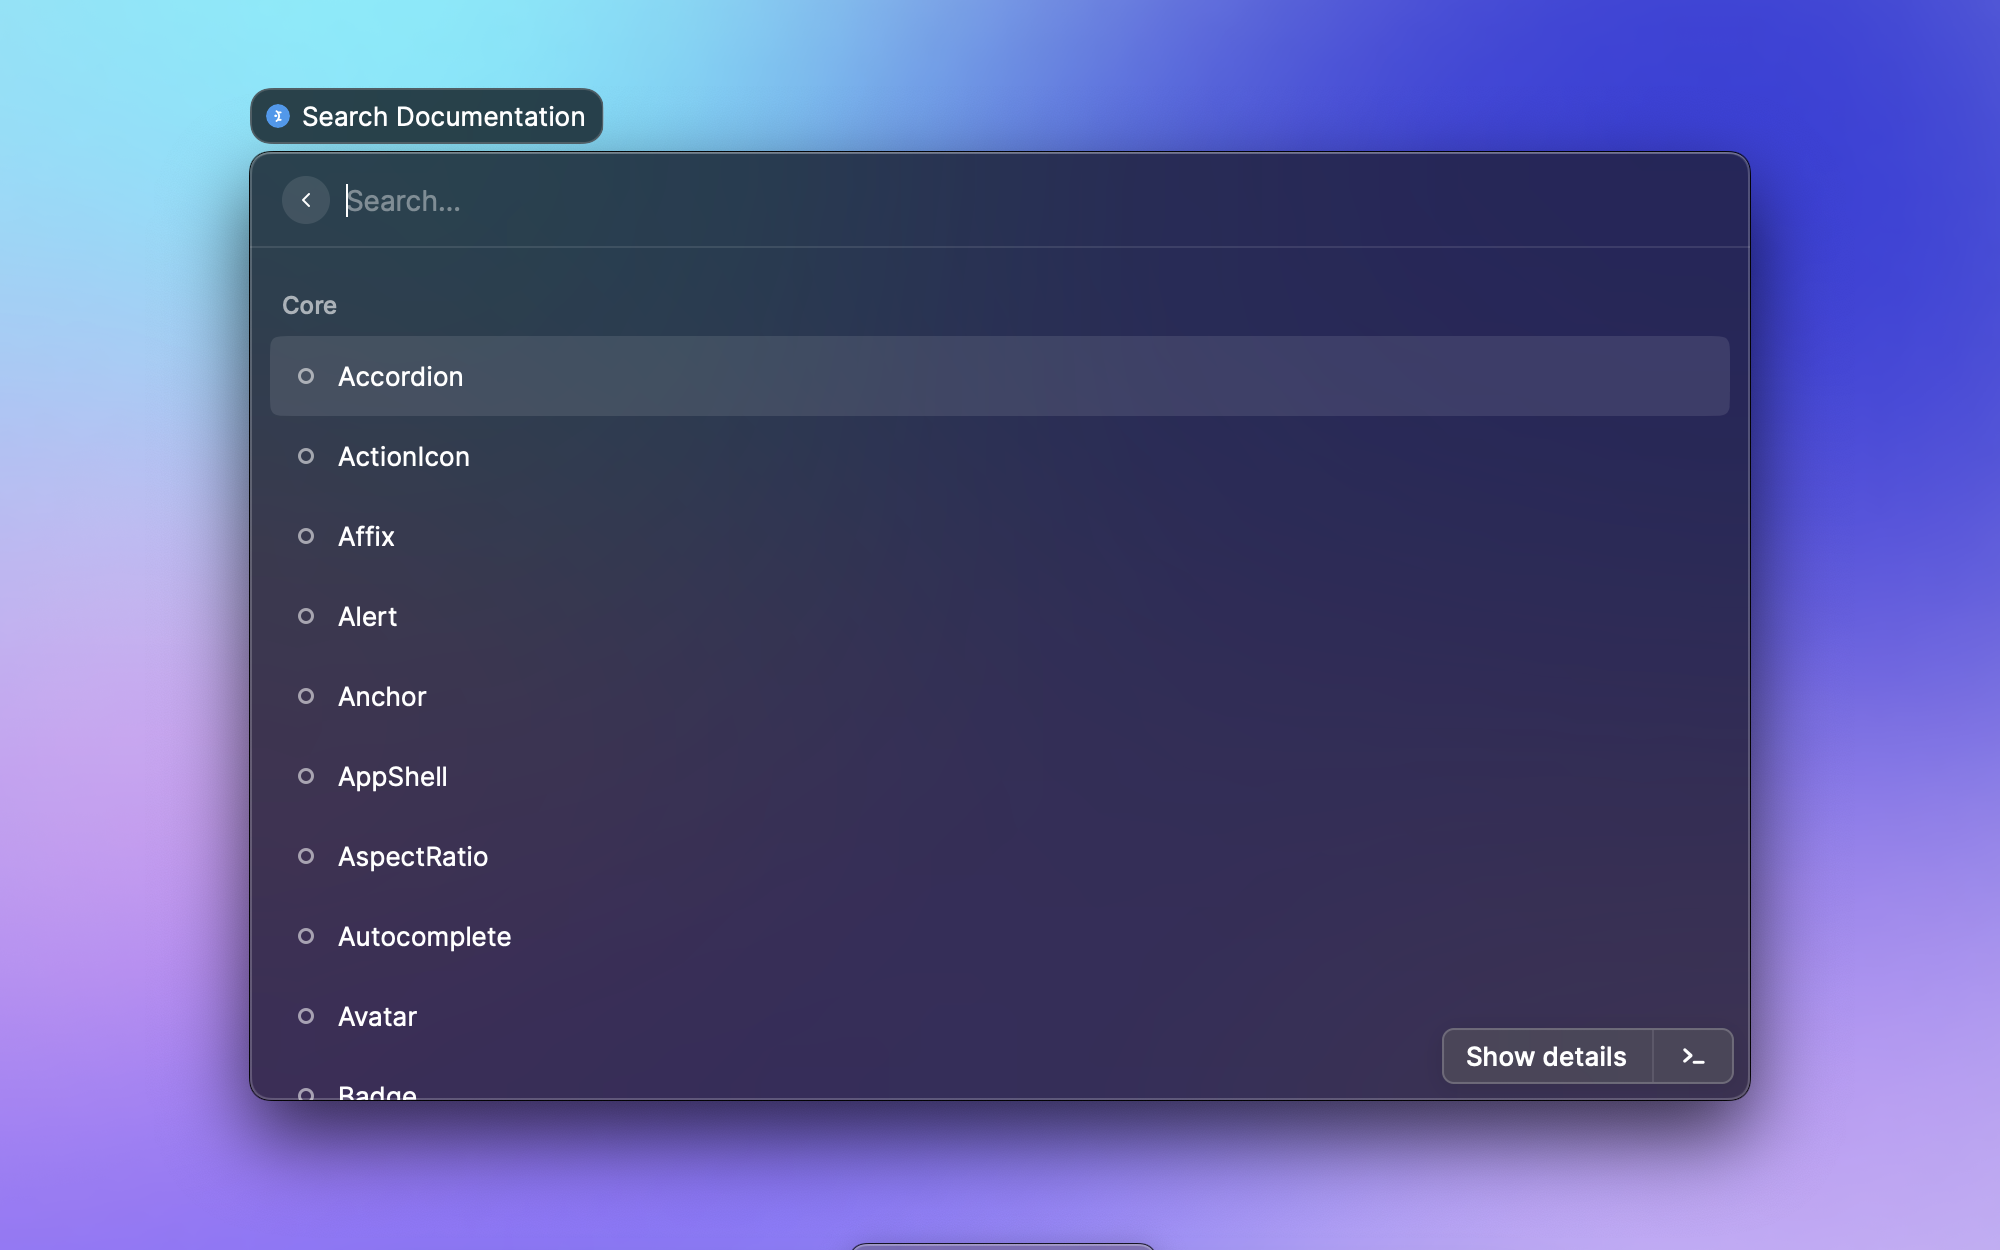 Search Documentation
Search...
Core
Accordion
ActionIcon
Affix
Alert
Anchor
AppShell
AspectRatio
Autocomplete
Avatar
Show details
Badge